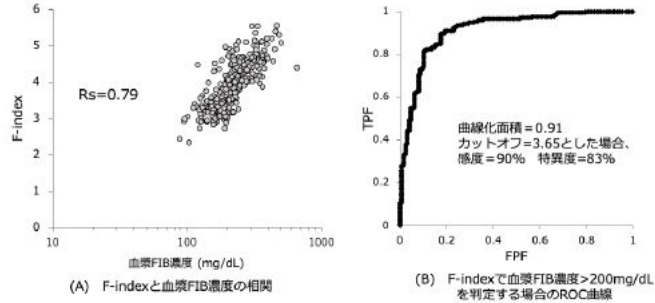 6
5
4
3
2
1
0
F-index
Rs=0.79
10
100
1000
血漿FIB濃度 (mg/dL)
(A) F-indexと血漿FIB濃度の相関
1
0.8
0.6
0.4
0.2
0
TPF
曲線化面積=0.91
カットオフ=3.65とした場合、
感度=90% 特異度=83%
0
0.2
0.4
0.6
0.8
1
FPF
(B) F-indexで血漿FIB濃度>200mg/dL
を判定する場合のROC曲線